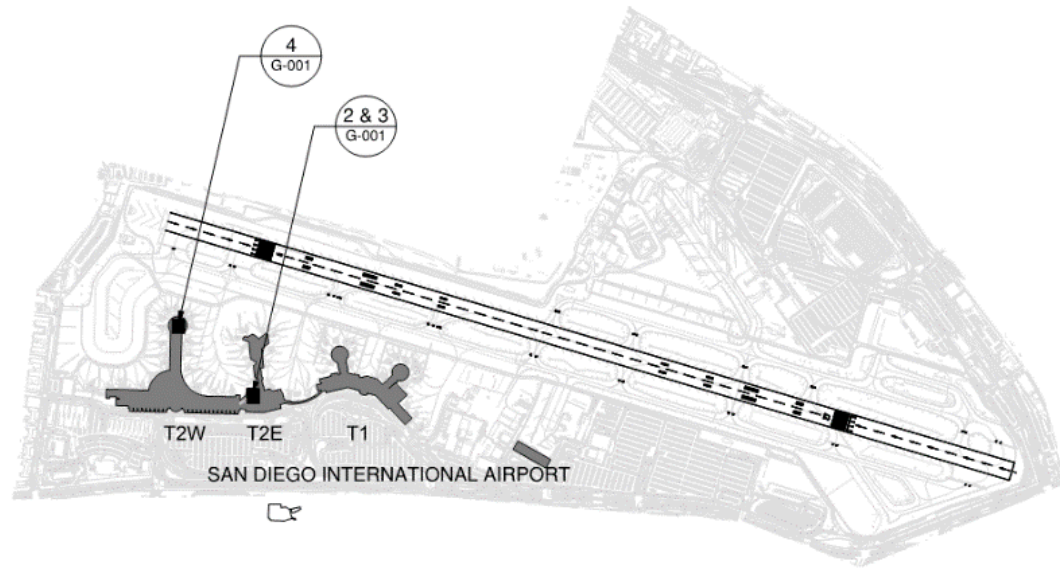 4
G-001
2 & 3
G-001
T2W
T2E
T1
SAN DIEGO INTERNATIONAL AIRPORT